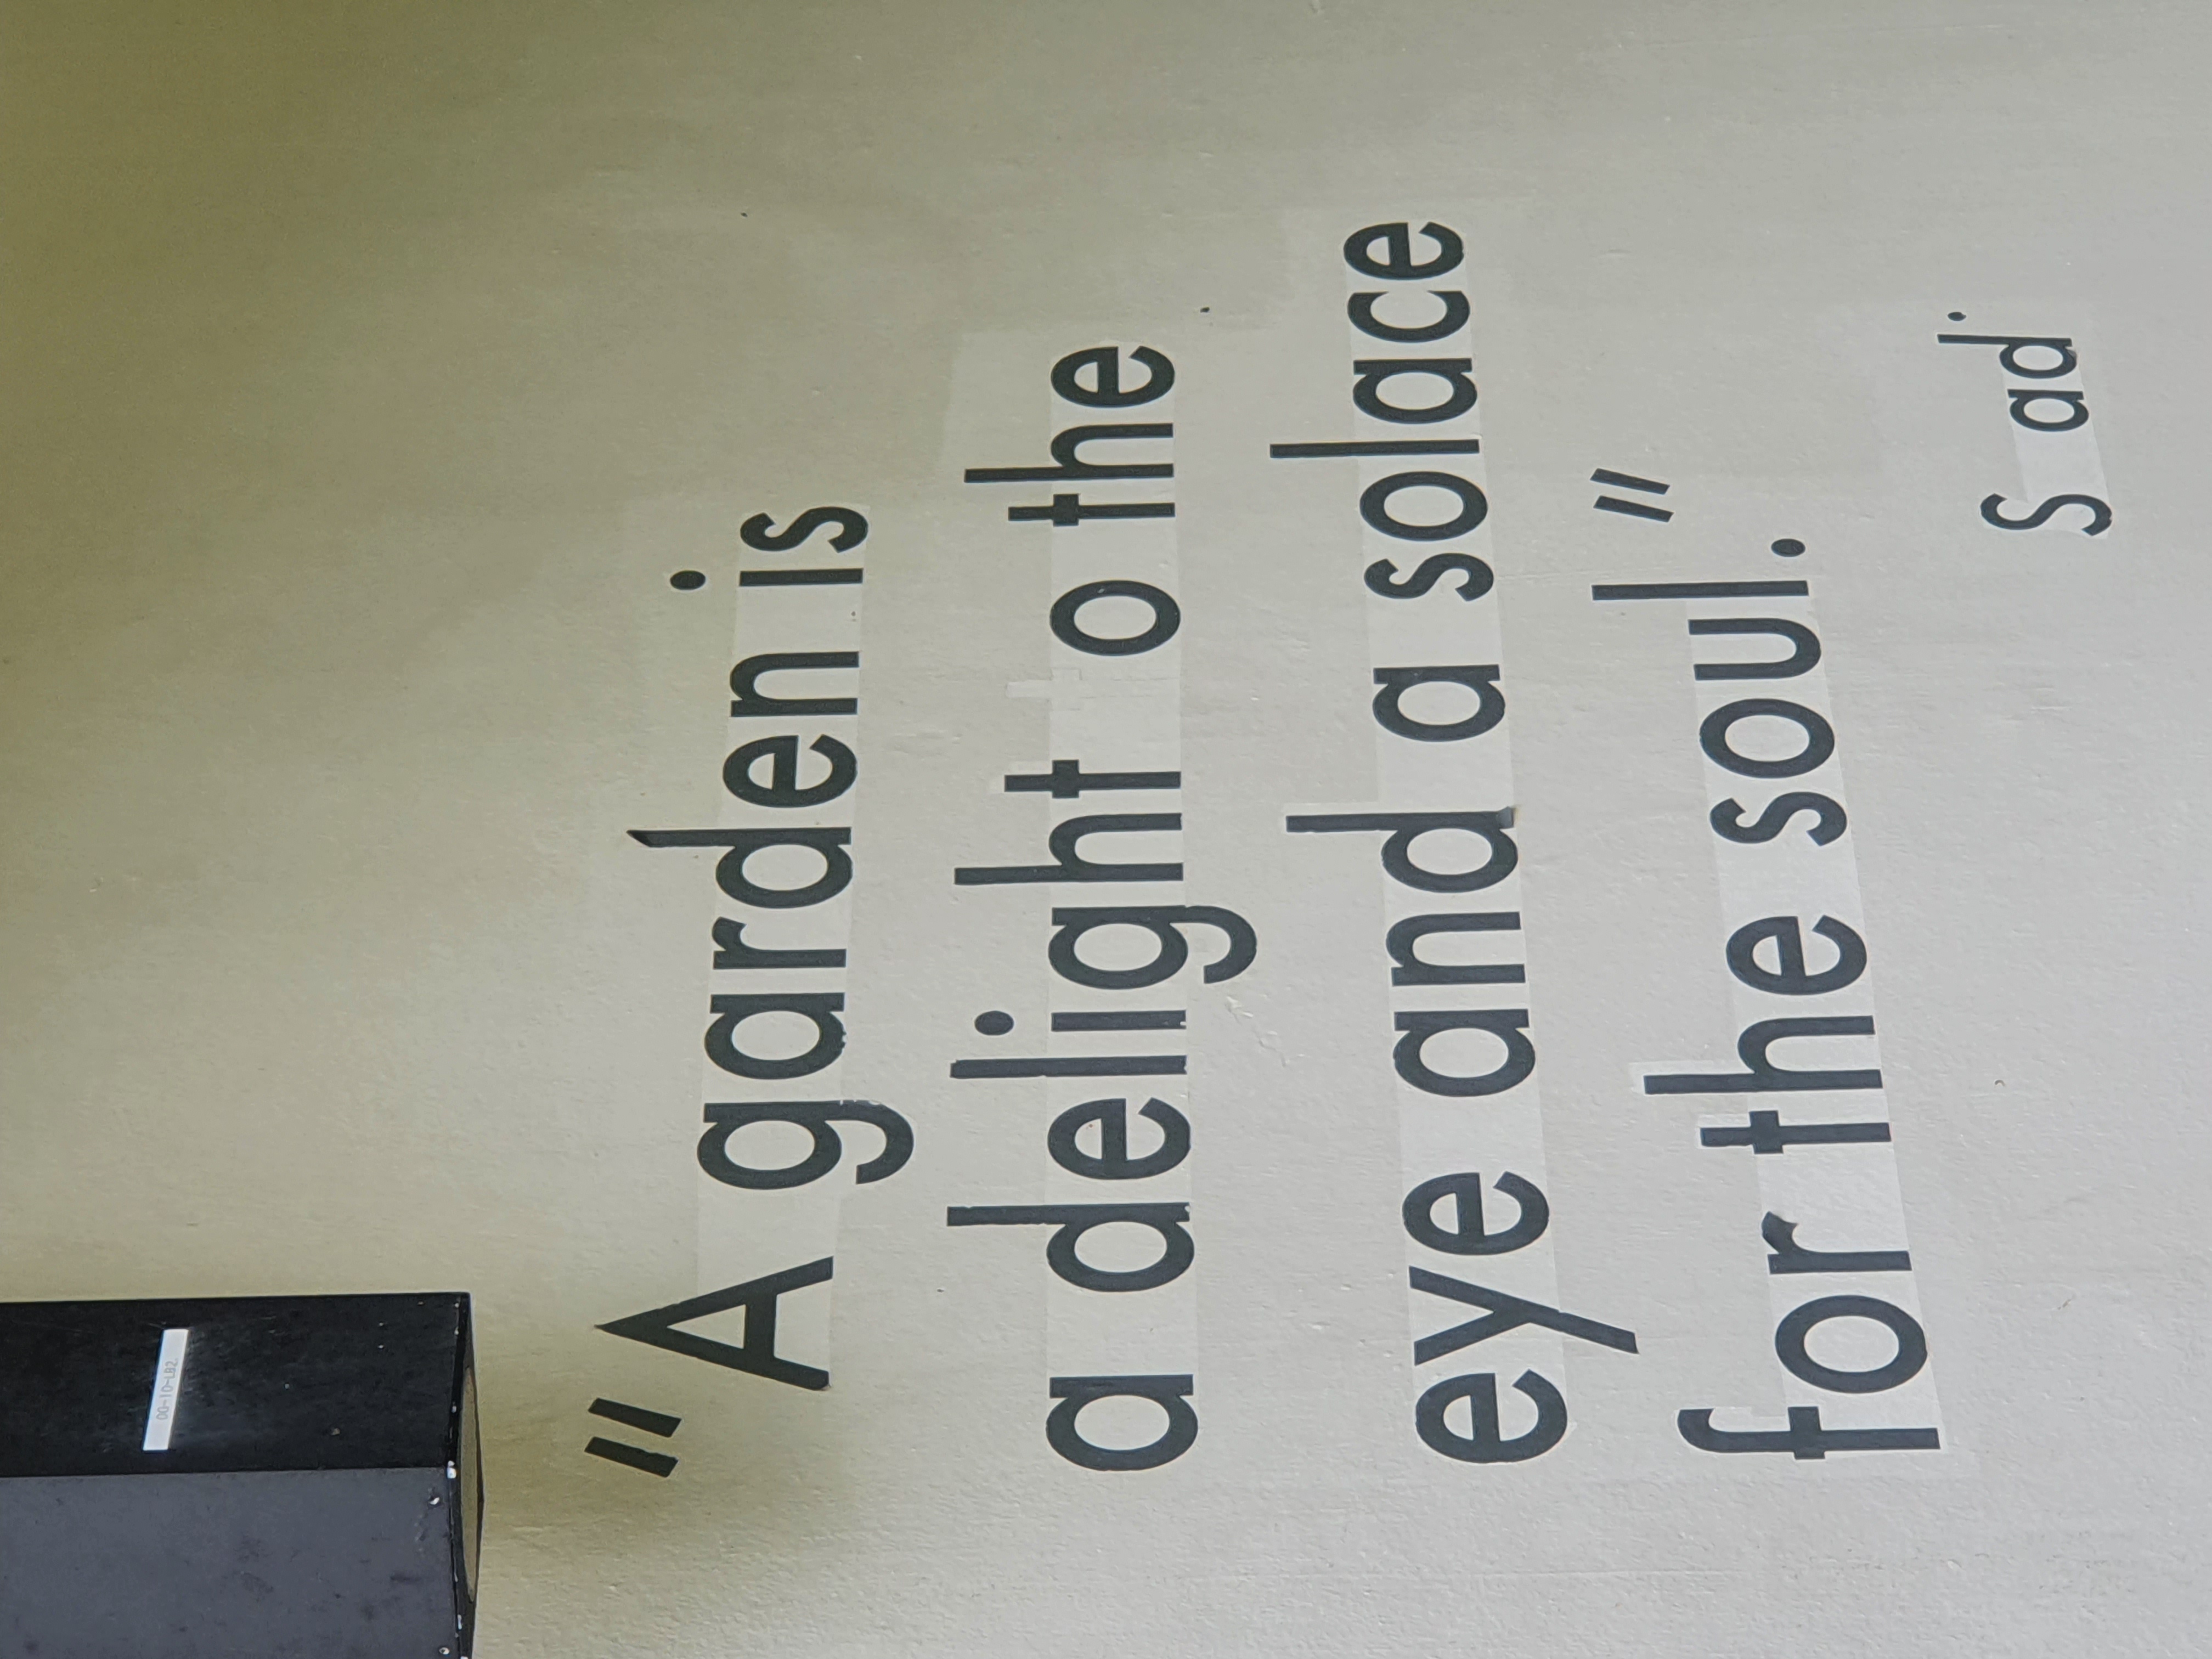 00-10-LB2
"A garden is
a delight o the
eye and a solace
for the soul."
S ad